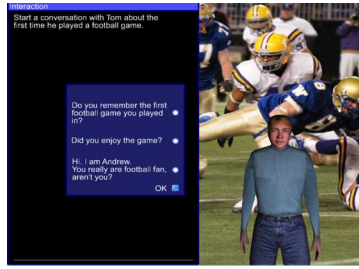 Interaction
Start a conversation with Tom about the
first time he played a football game.
Do you remember the first
football game you played
in?
Did you enjoy the game?
Hi, I am Andrew.
You really are football fan,
aren't you?
OK